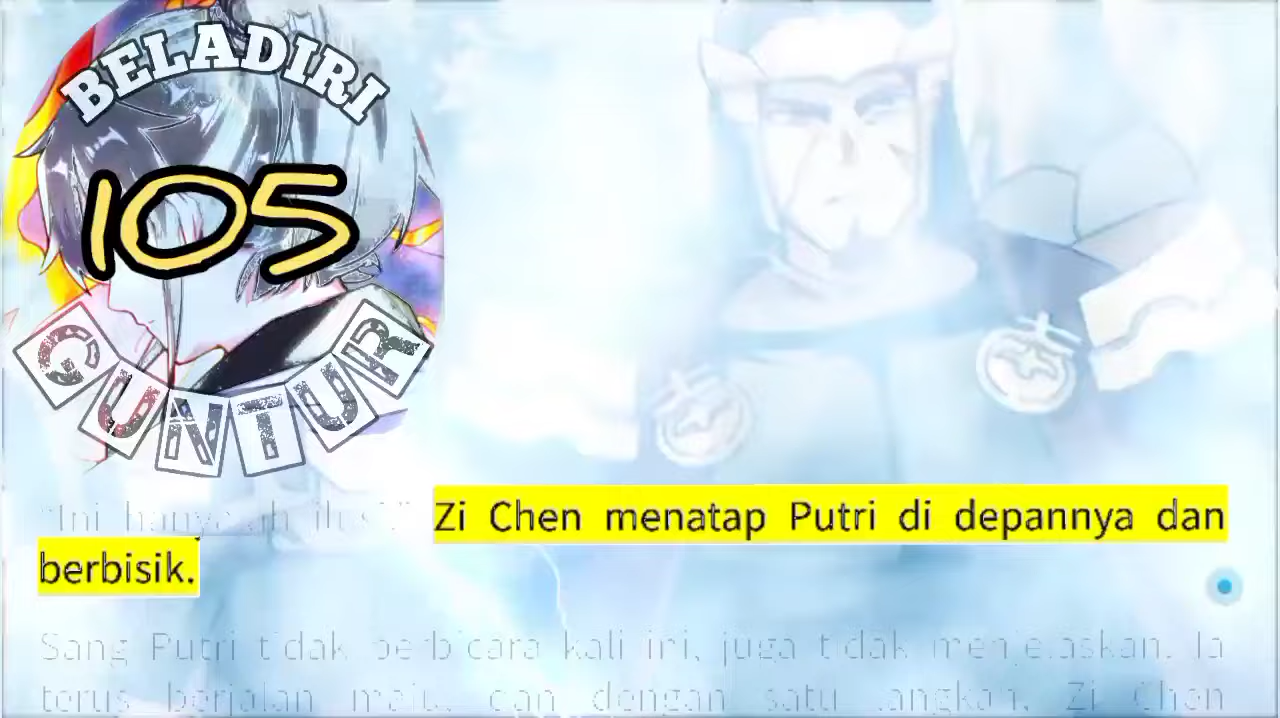 BELADIRI
105
GUNTUR
"Ini hanyalah ilusi?" Zi Chen menatap Putri di depannya dan
berbisik.
Sang Putri tidak berbicara kali ini, juga tidak menjelaskan. Ia
terus berjalan maju, dan dengan satu langkah, Zi Chen